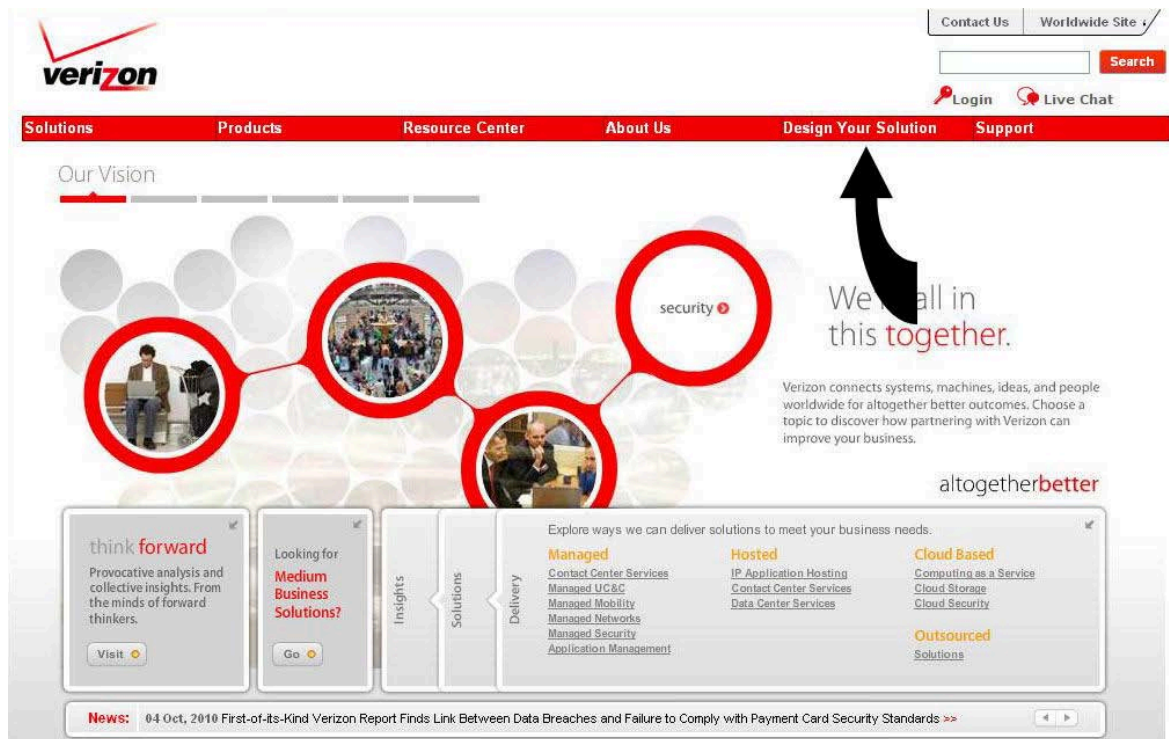 Contact Us Worldwide Site
verizon
Search
Login Live Chat
Solutions Products Resource Center About Us Design Your Solution Support
Our Vision
security
all in
this together.
Verizon connects systems, machines, ideas, and people
worldwide for altogether better outcomes. Choose a
topic to discover how partnering with Verizon can
improve your business.
altogetherbetter
think forward
Provocative analysis and
collective insights. From
the minds of forward
thinkers.
Visit
Looking for
Medium
Business
Solutions?
Go
Insights
Solutions
Delivery
Explore ways we can deliver solutions to meet your business needs.
Managed
Contact Center Services
Managed UC&C
Managed Mobility
Managed Networks
Managed Security
Application Management
Hosted
IP Application Hosting
Contact Center Services
Data Center Services
Cloud Based
Computing as a Service
Cloud Storage
Cloud Security
Outsourced
Solutions
News: 04 Oct, 2010 First-of-its-Kind Verizon Report Finds Link Between Data Breaches and Failure to Comply with Payment Card Security Standards >>